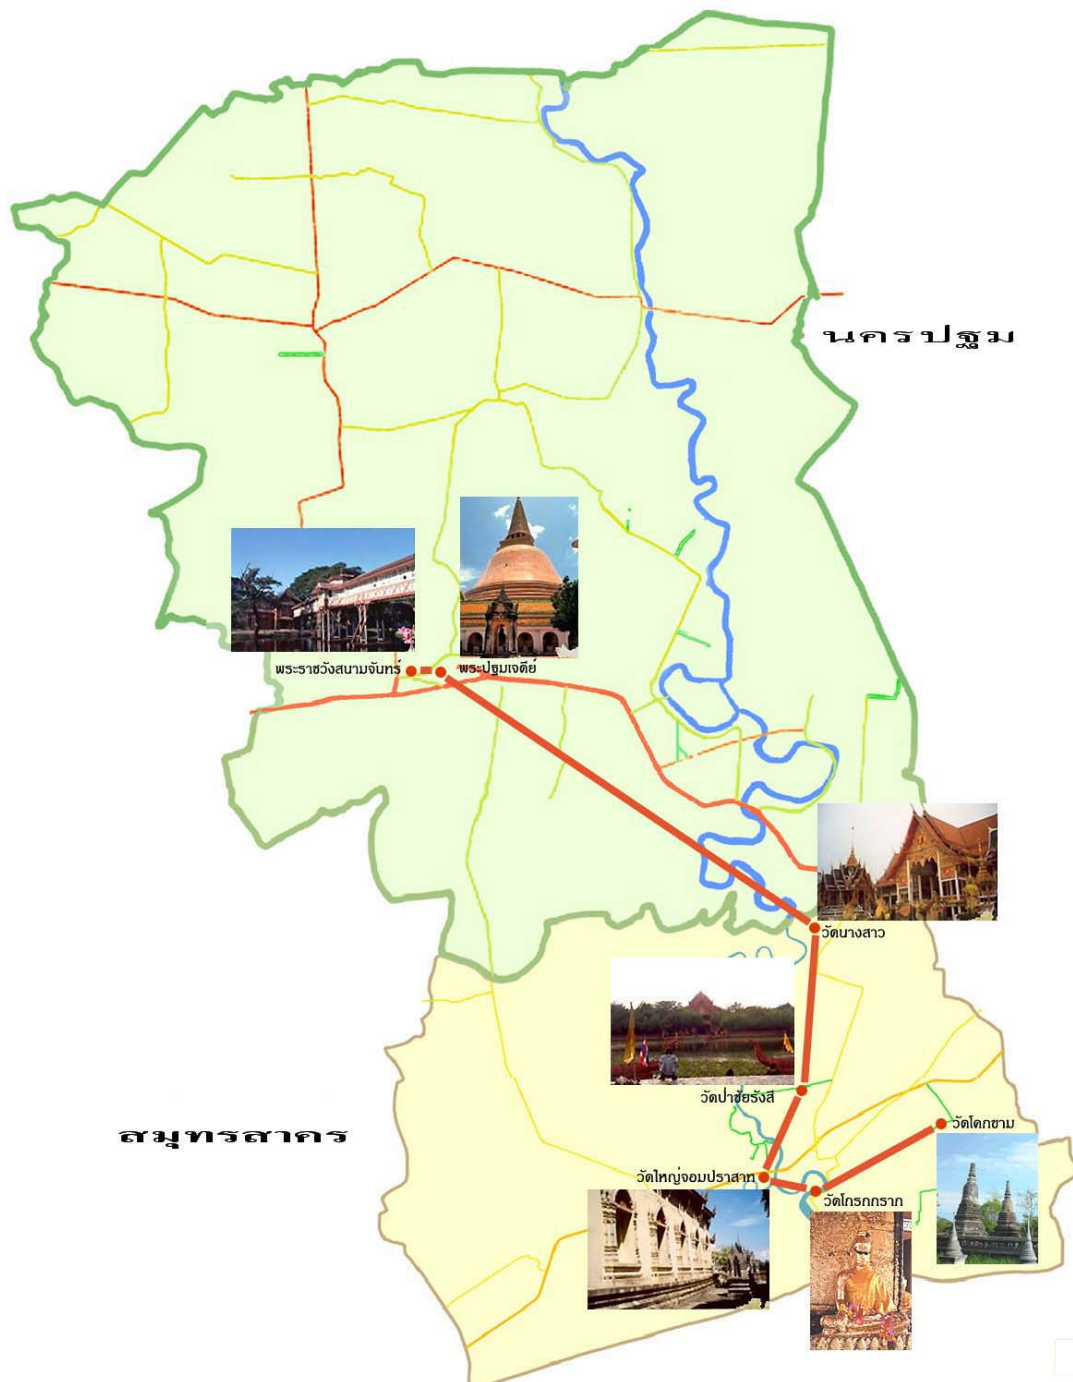 นครปฐม
พระราชวังสนามจันทร์
พระปฐมเจดีย์
วัดนางสาว
วัดป่าชัยรังสี
วัดโคกขาม
สมุทรสาคร
วัดใหญ่จอมปราสาท
วัดโกรกกราก